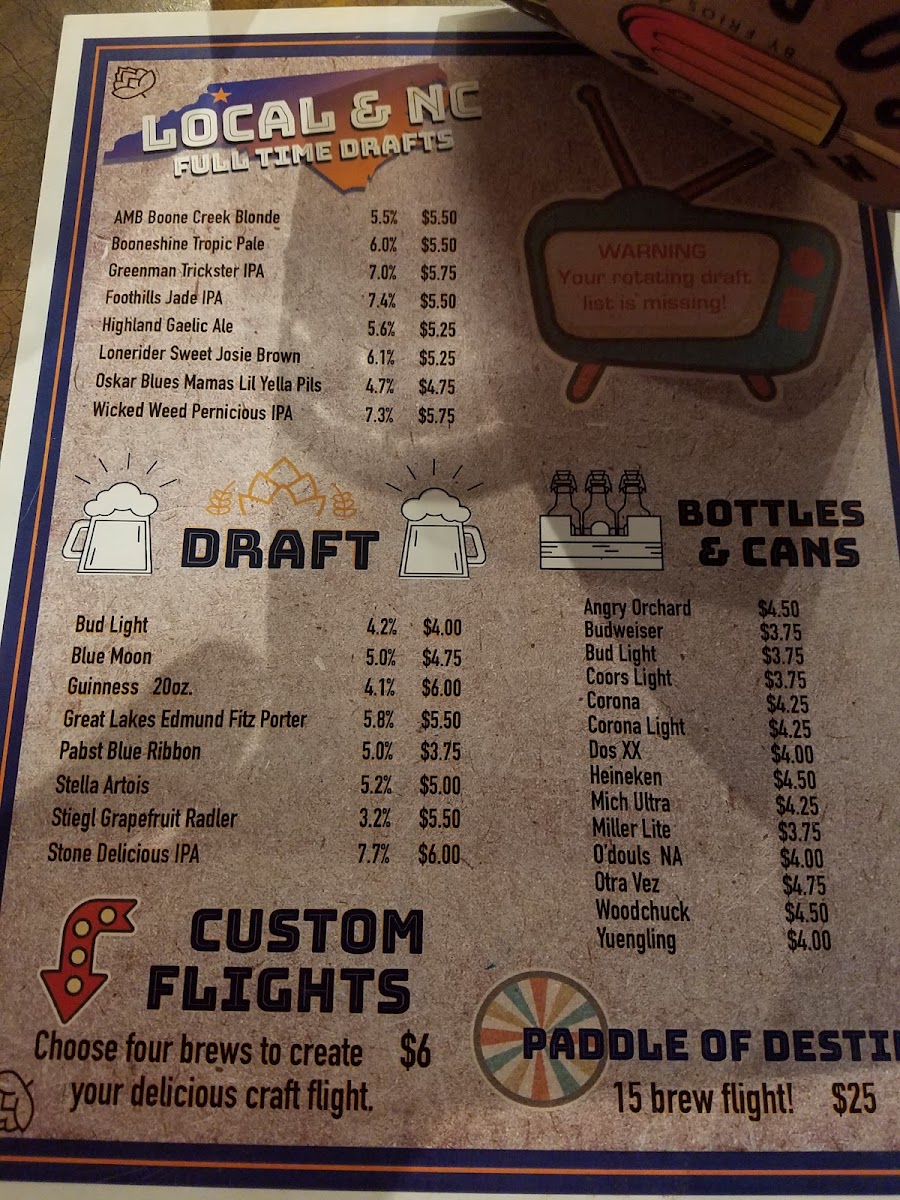 LOCAL & NC
FULL TIME DRAFTS
AMB Boone Creek Blonde 5.5% $5.50
Booneshine Tropic Pale 6.0% $5.50
Greenman Trickster IPA 7.0% $5.75
Foothills Jade IPA 7.4% $5.50
Highland Gaelic Ale 5.6% $5.25
Lonerider Sweet Josie Brown 6.1% $5.25
Oskar Blues Mamas Lil Yella Pils 4.7% $4.75
Wicked Weed Pernicious IPA 7.3% $5.75
BY FRIOS
WARNING
Your rotating draft
list is missing!
DRAFT
Bud Light 4.2% $4.00
Blue Moon 5.0% $4.75
Guinness 20oz. 4.1% $6.00
Great Lakes Edmund Fitz Porter 5.8% $5.50
Pabst Blue Ribbon 5.0% $3.75
Stella Artois 5.2% $5.00
Stiegl Grapefruit Radler 3.2% $5.50
Stone Delicious IPA 7.7% $6.00
BOTTLES
& CANS
Angry Orchard $4.50
Budweiser $3.75
Bud Light $3.75
Coors Light $3.75
Corona $4.25
Corona Light $4.25
Dos XX $4.00
Heineken $4.50
Mich Ultra $4.25
Miller Lite $3.75
O'douls NA $4.00
Otra Vez $4.75
Woodchuck $4.50
Yuengling $4.00
CUSTOM
FLIGHTS
Choose four brews to create $6
your delicious craft flight.
PADDLE OF DESTI
15 brew flight! $25